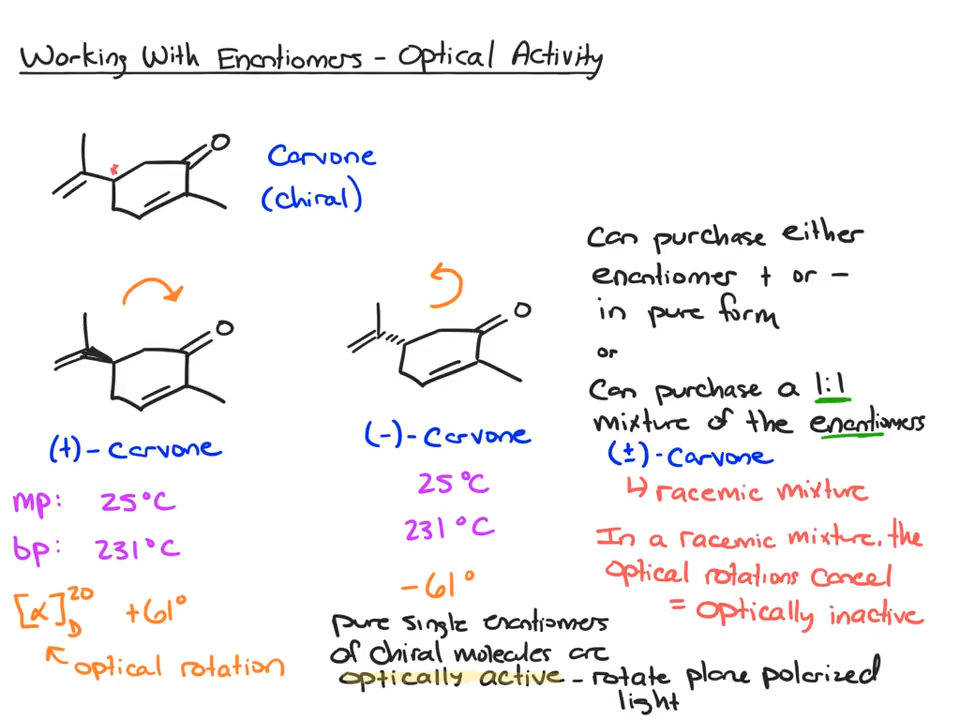 Working With Enantiomers - Optical Activity
O
Carvone
(chiral)
*
Can purchase either
enantiomer + or -
in pure form
or
Can purchase a 1:1
mixture of the enantiomers
(±)-Carvone
↳ racemic mixture
In a racemic mixture, the
optical rotations cancel
= optically inactive
O
O
(+)-Carvone
(-)-Carvone
mp: 25°C
25°C
bp: 231°C
231°C
[α]D20 +61°
-61°
optical rotation
pure single enantiomers
of chiral molecules are
optically active - rotate plane polarized
light